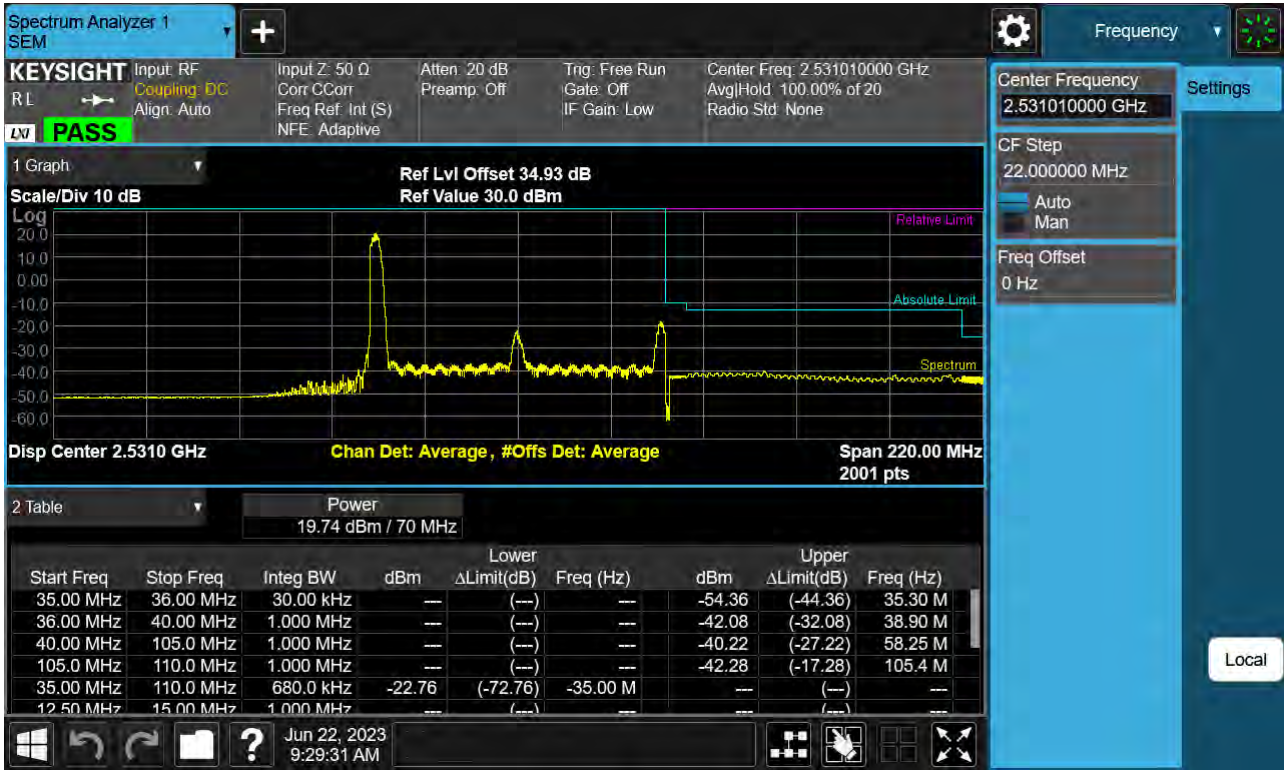 Spectrum Analyzer 1
SEM
Frequency
KEYSIGHT
RL
LXI
PASS
Input: RF
Coupling: DC
Align: Auto
Input Z: 50 Ω
Corr CCorr
Freq Ref: Int (S)
NFE: Adaptive
Atten: 20 dB
Preamp: Off
Trig: Free Run
Gate: Off
IF Gain: Low
Center Freq: 2.531010000 GHz
Avg|Hold: 100.00% of 20
Radio Std: None
Center Frequency
2.531010000 GHz
Settings
CF Step
22.000000 MHz
Auto
Man
Freq Offset
0 Hz
1 Graph
Scale/Div 10 dB
Ref Lvl Offset 34.93 dB
Ref Value 30.0 dBm
Log
20.0
10.0
0.00
-10.0
-20.0
-30.0
-40.0
-50.0
-60.0
Relative Limit
Absolute Limit
Spectrum
Disp Center 2.5310 GHz
Chan Det: Average , #Offs Det: Average
Span 220.00 MHz
2001 pts
2 Table
Power
19.74 dBm / 70 MHz
Lower Upper
Start Freq Stop Freq Integ BW dBm ΔLimit(dB) Freq (Hz) dBm ΔLimit(dB) Freq (Hz)
35.00 MHz 36.00 MHz 30.00 kHz --- (---) --- -54.36 (-44.36) 35.30 M
36.00 MHz 40.00 MHz 1.000 MHz --- (---) --- -42.08 (-32.08) 38.90 M
40.00 MHz 105.0 MHz 1.000 MHz --- (---) --- -40.22 (-27.22) 58.25 M
105.0 MHz 110.0 MHz 1.000 MHz --- (---) --- -42.28 (-17.28) 105.4 M
35.00 MHz 110.0 MHz 680.0 kHz -22.76 (-72.76) -35.00 M --- (---) ---
12.50 MHz 15.00 MHz 1.000 MHz --- (---) --- --- (---) ---
Local
?
Jun 22, 2023
9:29:31 AM